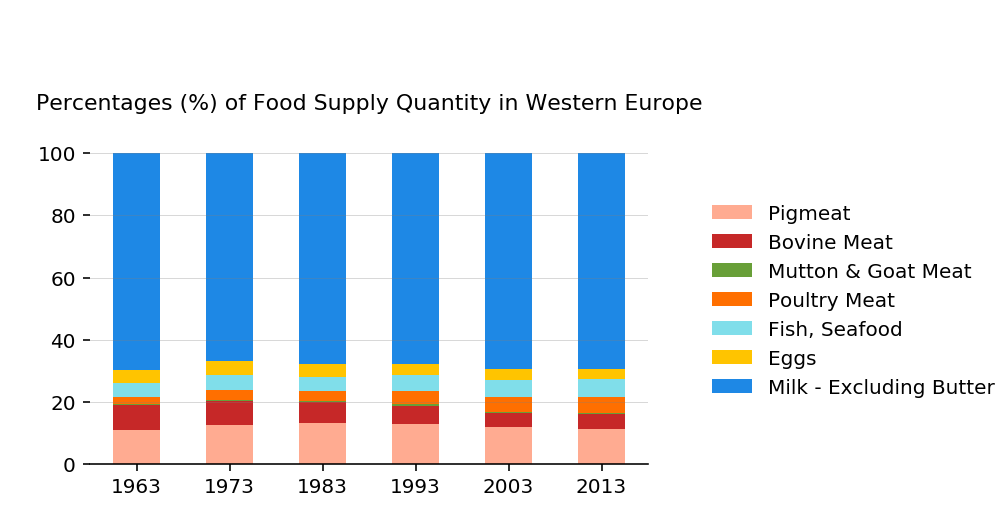 Percentages (%) of Food Supply Quantity in Western Europe
100
80
60
40
20
0
1963 1973 1983 1993 2003 2013
Pigmeat
Bovine Meat
Mutton & Goat Meat
Poultry Meat
Fish, Seafood
Eggs
Milk - Excluding Butter